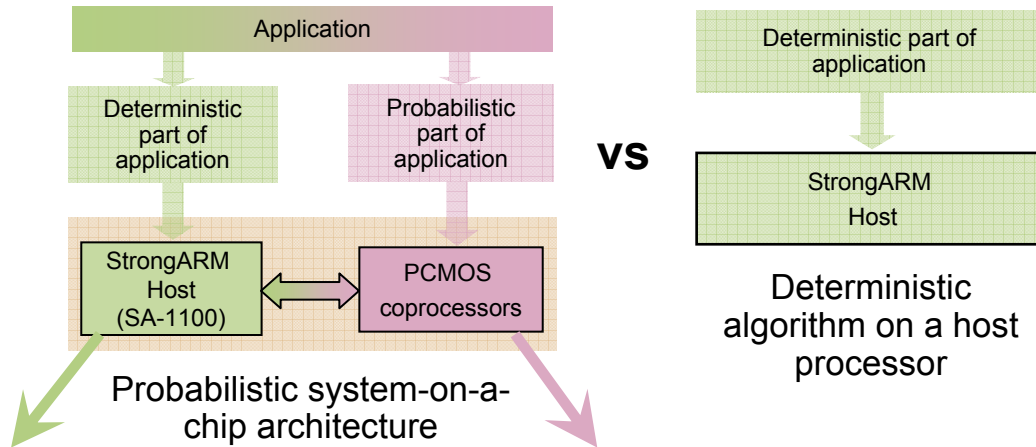 Application
Deterministic
part of
application
Probabilistic
part of
application
StrongARM
Host
(SA-1100)
PCMOS
coprocessors
Probabilistic system-on-a-
chip architecture
vs
Deterministic part of
application
StrongARM
Host
Deterministic
algorithm on a host
processor